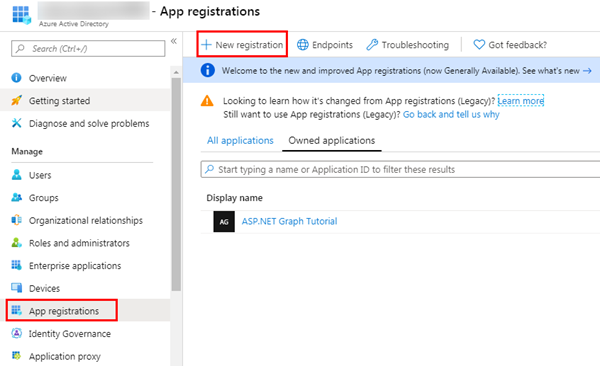 - App registrations
Azure Active Directory
Search (Ctrl+/)
«
Overview
Getting started
Diagnose and solve problems
Manage
Users
Groups
Organizational relationships
Roles and administrators
Enterprise applications
Devices
App registrations
Identity Governance
Application proxy
+ New registration Endpoints Troubleshooting Got feedback?
Welcome to the new and improved App registrations (now Generally Available). See what's new →
Looking to learn how it's changed from App registrations (Legacy)? Learn more
Still want to use App registrations (Legacy)? Go back and tell us why
All applications Owned applications
Start typing a name or Application ID to filter these results
Display name
AG ASP.NET Graph Tutorial